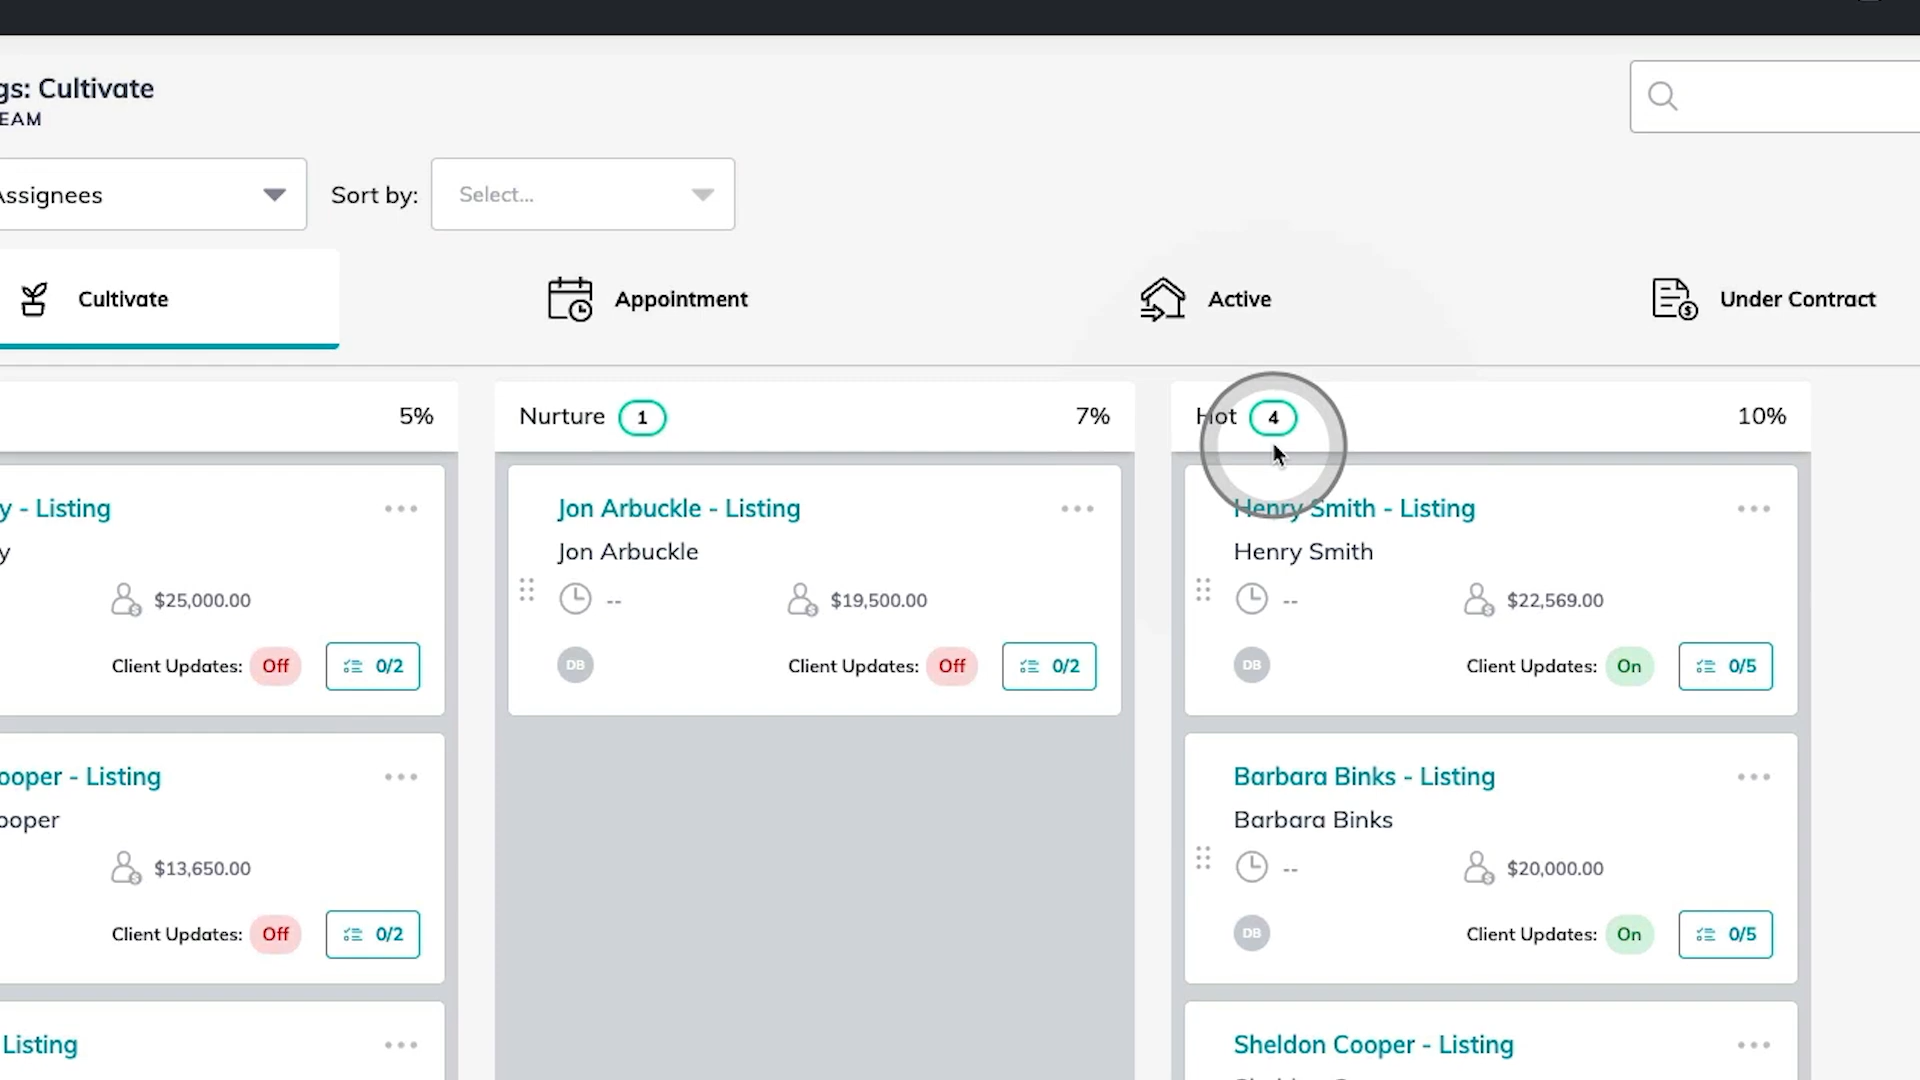 gs: Cultivate
EAM
Assignees
Sort by: Select...
Cultivate
Appointment
Active
Under Contract
5%
y - Listing
y
$25,000.00
Client Updates: Off 0/2
ooper - Listing
ooper
$13,650.00
Client Updates: Off 0/2
Listing
Nurture 1 7%
Jon Arbuckle - Listing
Jon Arbuckle
-- $19,500.00
DB Client Updates: Off 0/2
Hot 4 10%
Henry Smith - Listing
Henry Smith
-- $22,569.00
DB Client Updates: On 0/5
Barbara Binks - Listing
Barbara Binks
-- $20,000.00
DB Client Updates: On 0/5
Sheldon Cooper - Listing